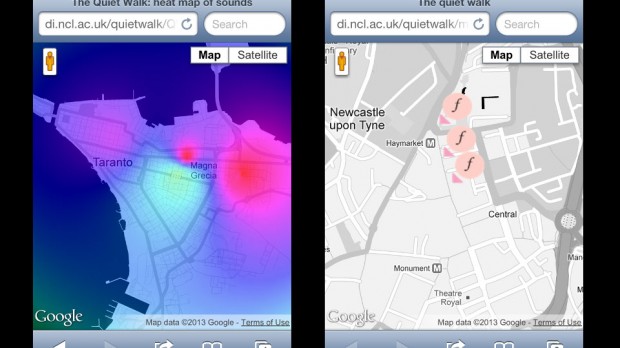 The Quiet Walk: heat map of sounds
di.ncl.ac.uk/quietwalk/
Search
Map
Satellite
Taranto
Magna
Grecia
Google
Map data ©2013 Google - Terms of Use
The quiet walk
di.ncl.ac.uk/quietwalk/m
Search
Map
Satellite
Newcastle
upon Tyne
Haymarket M
f
f
f
Central
Monument M
Theatre
Royal
Google
Map data ©2013 Google - Terms of Use